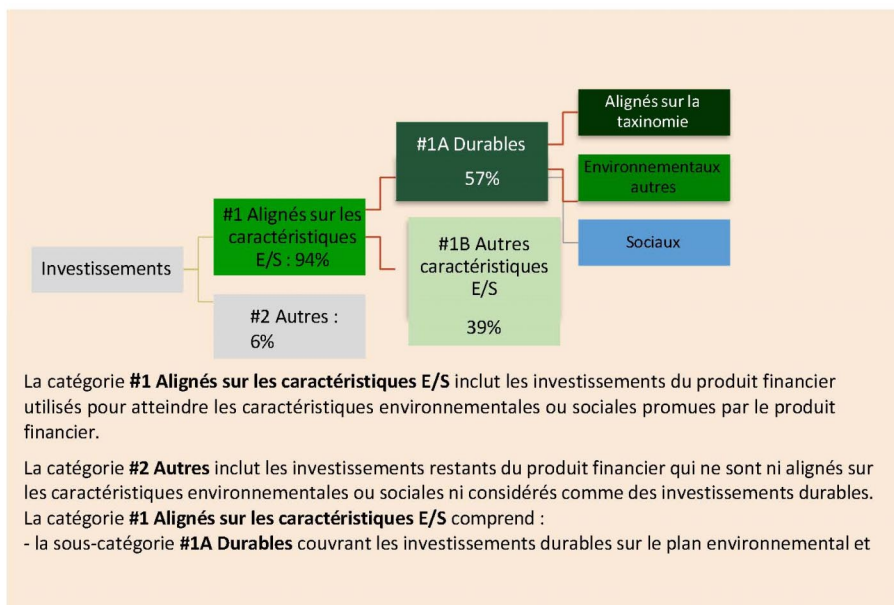 Investissements
#1 Alignés sur les
caractéristiques
E/S : 94%
#2 Autres :
6%
#1A Durables
57%
#1B Autres
caractéristiques
E/S
39%
Alignés sur la
taxinomie
Environnementaux
autres
Sociaux
La catégorie #1 Alignés sur les caractéristiques E/S inclut les investissements du produit financier
utilisés pour atteindre les caractéristiques environnementales ou sociales promues par le produit
financier.
La catégorie #2 Autres inclut les investissements restants du produit financier qui ne sont ni alignés sur
les caractéristiques environnementales ou sociales ni considérés comme des investissements durables.
La catégorie #1 Alignés sur les caractéristiques E/S comprend :
- la sous-catégorie #1A Durables couvrant les investissements durables sur le plan environnemental et